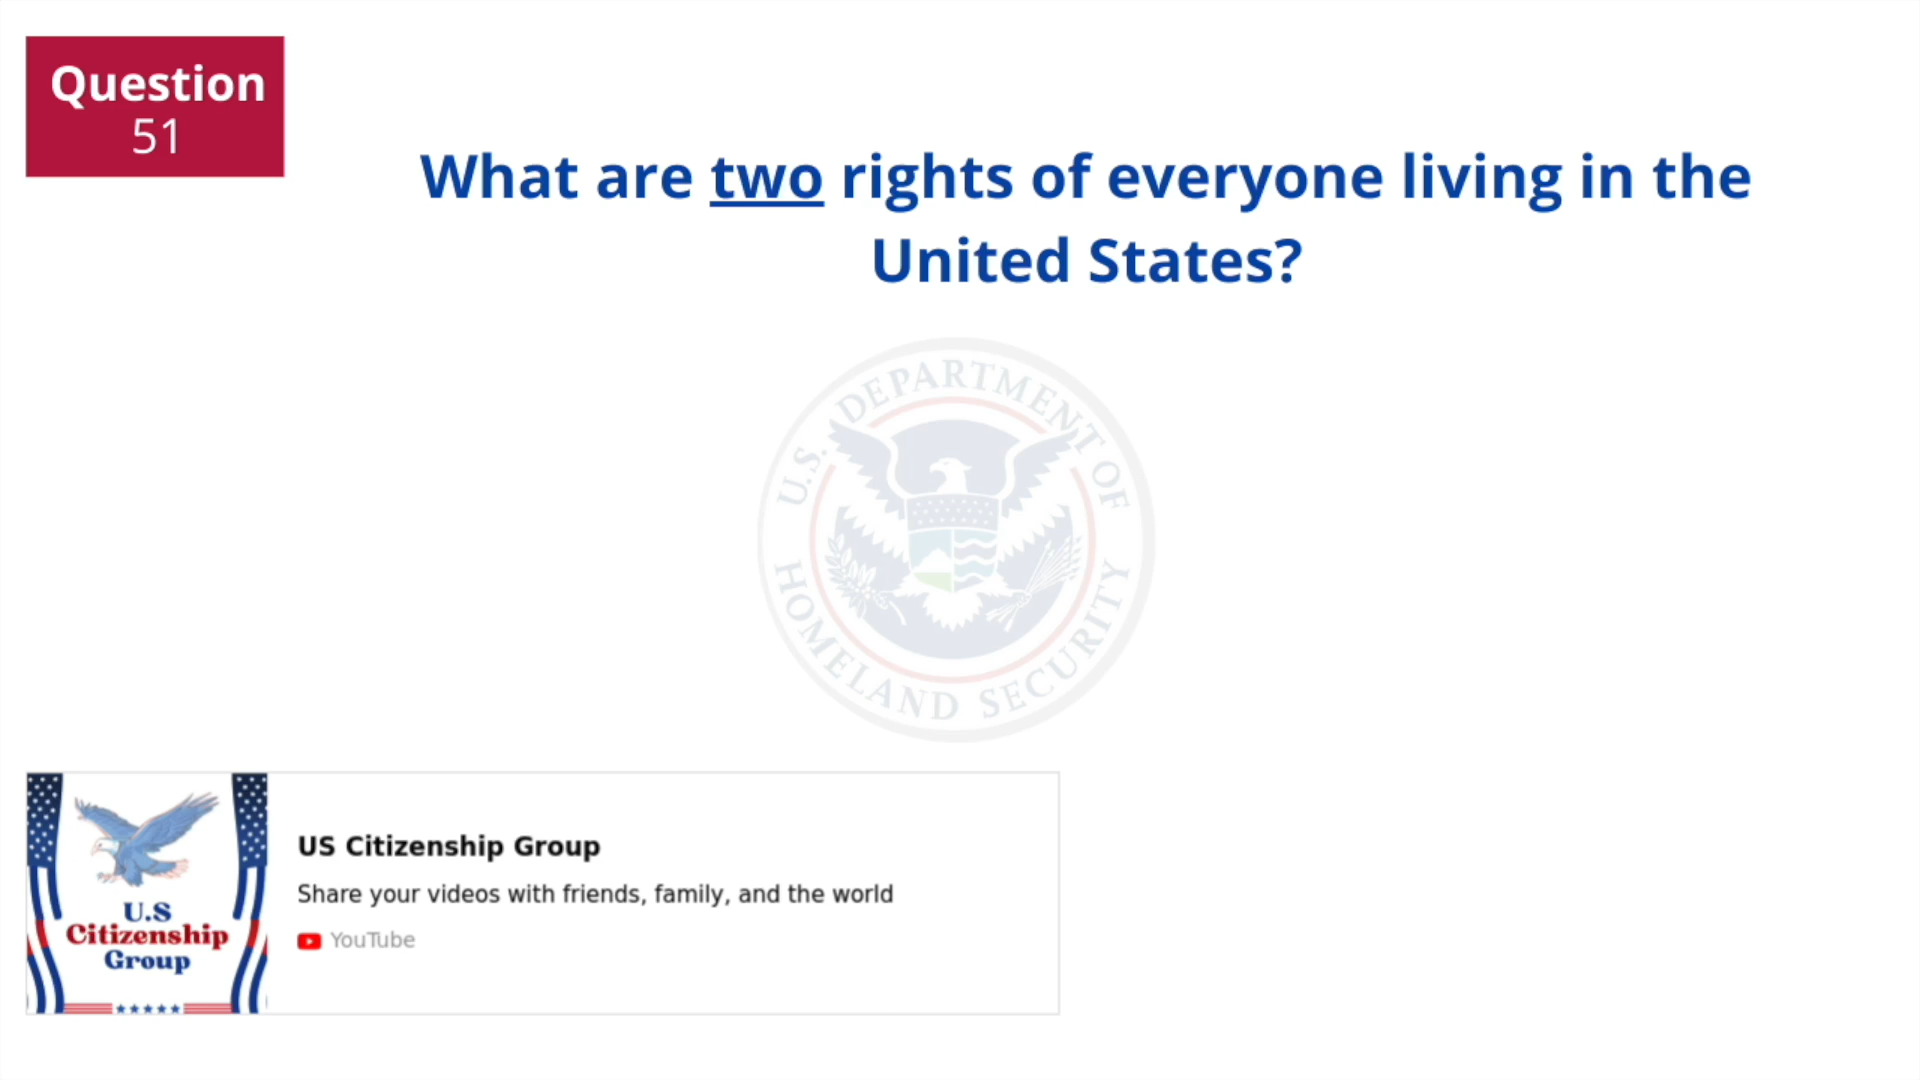 Question
51
What are two rights of everyone living in the
United States?
U.S. DEPARTMENT OF
HOMELAND SECURITY
US Citizenship Group
Share your videos with friends, family, and the world
YouTube
U.S
Citizenship
Group